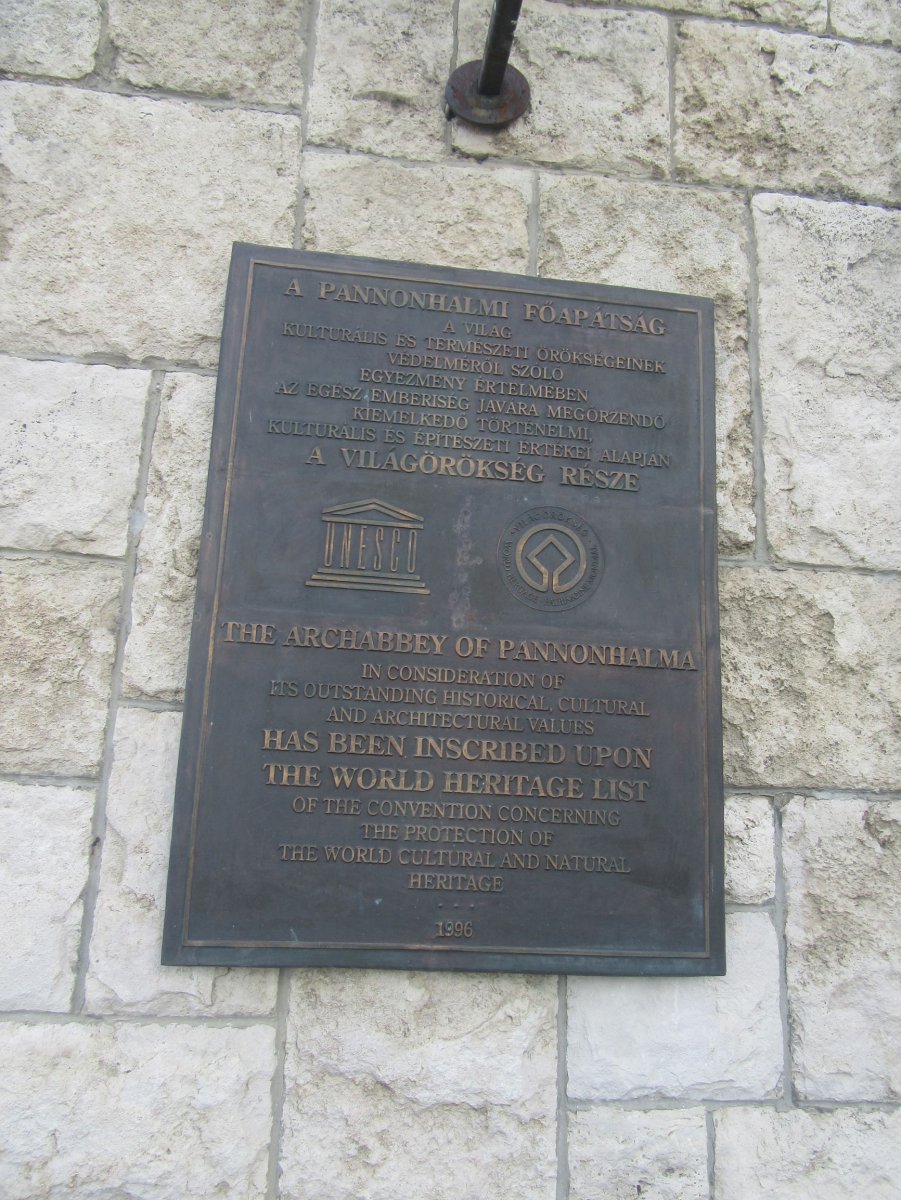 A PANNONHALMI FŐAPÁTSÁG
A VILÁG
KULTURÁLIS ÉS TERMÉSZETI ÖRÖKSÉGEINEK
VÉDELMÉRŐL SZÓLÓ
EGYEZMÉNY ÉRTELMÉBEN
AZ EGÉSZ EMBERISÉG JAVÁRA MEGŐRZENDŐ
KIEMELKEDŐ TÖRTÉNELMI,
KULTURÁLIS ÉS ÉPÍTÉSZETI ÉRTÉKEI ALAPJÁN
A VILÁGÖRÖKSÉG RÉSZE
UNESCO
VILÁGÖRÖKSÉG
WORLD HERITAGE
THE ARCHABBEY OF PANNONHALMA
IN CONSIDERATION OF
ITS OUTSTANDING HISTORICAL, CULTURAL
AND ARCHITECTURAL VALUES
HAS BEEN INSCRIBED UPON
THE WORLD HERITAGE LIST
OF THE CONVENTION CONCERNING
THE PROTECTION OF
THE WORLD CULTURAL AND NATURAL
HERITAGE
1996